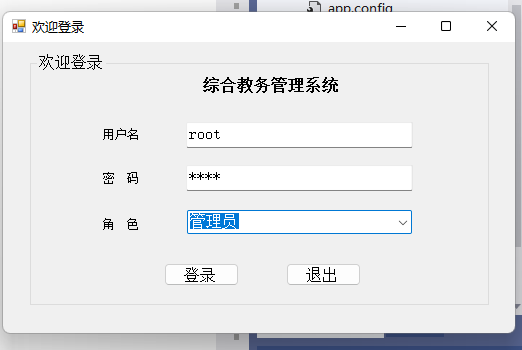 app.config
欢迎登录
欢迎登录
综合教务管理系统
用户名
root
密 码
****
角 色
管理员
登录
退出